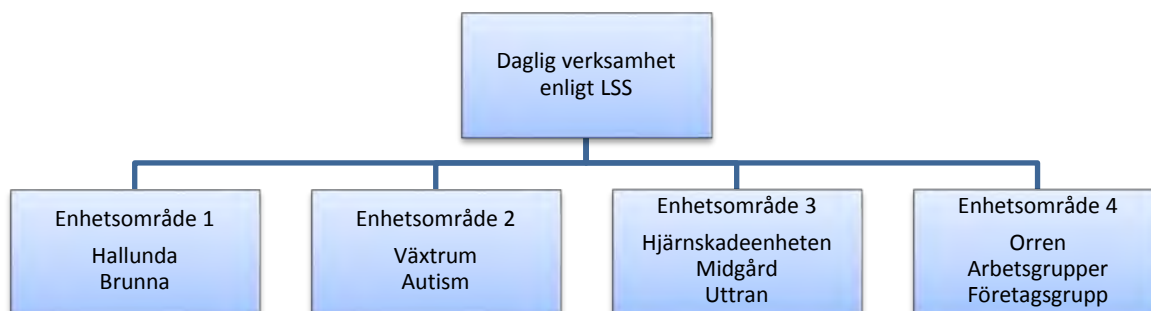 Daglig verksamhet
enligt LSS
Enhetsområde 1
Hallunda
Brunna
Enhetsområde 2
Växtrum
Autism
Enhetsområde 3
Hjärnskadeenheten
Midgård
Uttran
Enhetsområde 4
Orren
Arbetsgrupper
Företagsgrupp